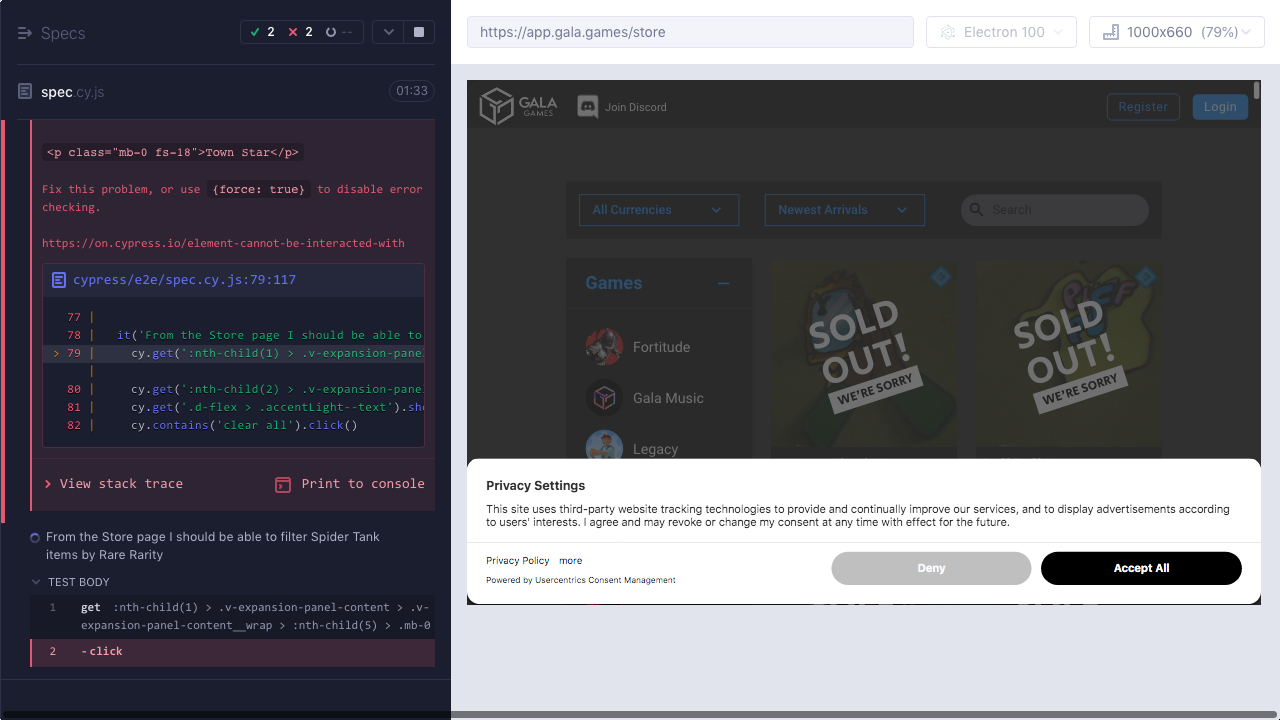 Specs
2
2
--
https://app.gala.games/store
Electron 100
1000x660 (79%)
spec.cy.js
01:33
<p class="mb-0 fs-18">Town Star</p>
Fix this problem, or use {force: true} to disable error
checking.
https://on.cypress.io/element-cannot-be-interacted-with
cypress/e2e/spec.cy.js:79:117
77 |
78 | it('From the Store page I should be able to
> 79 | cy.get(':nth-child(1) > .v-expansion-panel
|
80 | cy.get(':nth-child(2) > .v-expansion-pane
81 | cy.get('.d-flex > .accentLight--text').sho
82 | cy.contains('clear all').click()
> View stack trace
Print to console
From the Store page I should be able to filter Spider Tank
items by Rare Rarity
TEST BODY
1 get :nth-child(1) > .v-expansion-panel-content > .v-
expansion-panel-content__wrap > :nth-child(5) > .mb-0
2 -click
GALA
GAMES
Join Discord
Register
Login
All Currencies
Newest Arrivals
Search
Games
Fortitude
Gala Music
Legacy
SOLD
OUT!
WE'RE SORRY
SOLD
OUT!
WE'RE SORRY
Privacy Settings
This site uses third-party website tracking technologies to provide and continually improve our services, and to display advertisements according
to users' interests. I agree and may revoke or change my consent at any time with effect for the future.
Privacy Policy more
Powered by Usercentrics Consent Management
Deny
Accept All